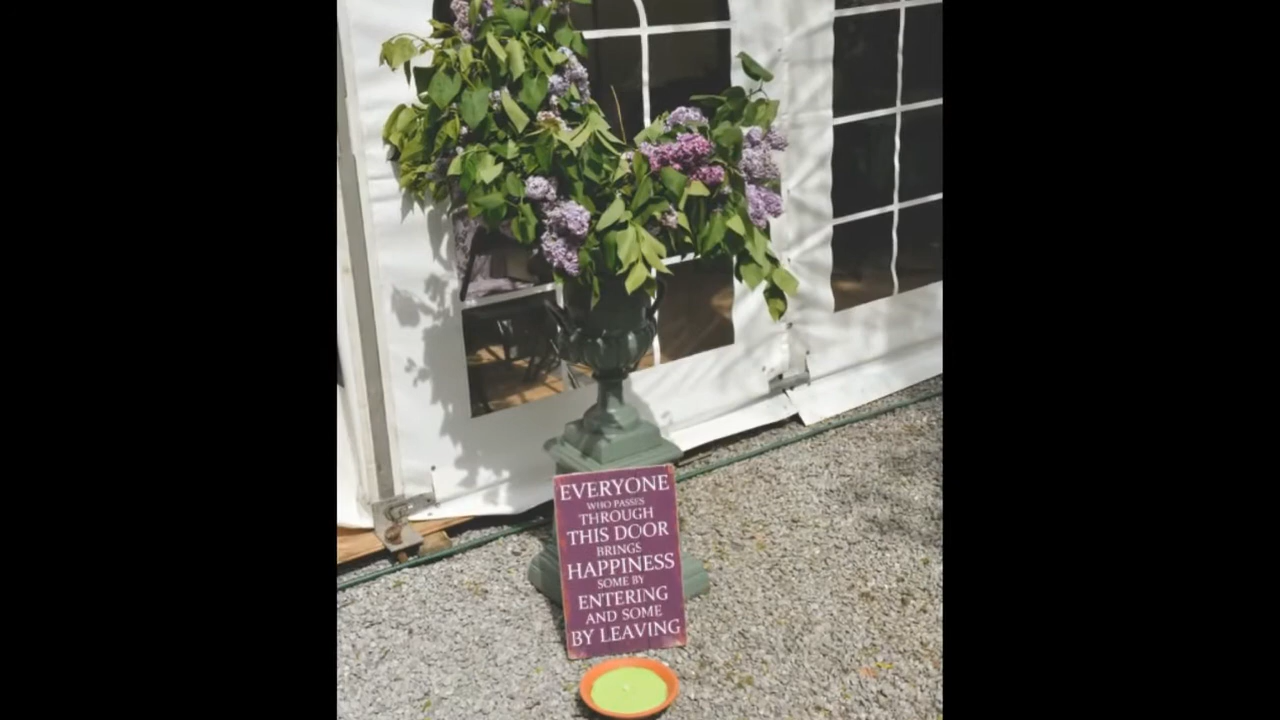 EVERYONE
WHO PASSES
THROUGH
THIS DOOR
BRINGS
HAPPINESS
SOME BY
ENTERING
AND SOME
BY LEAVING